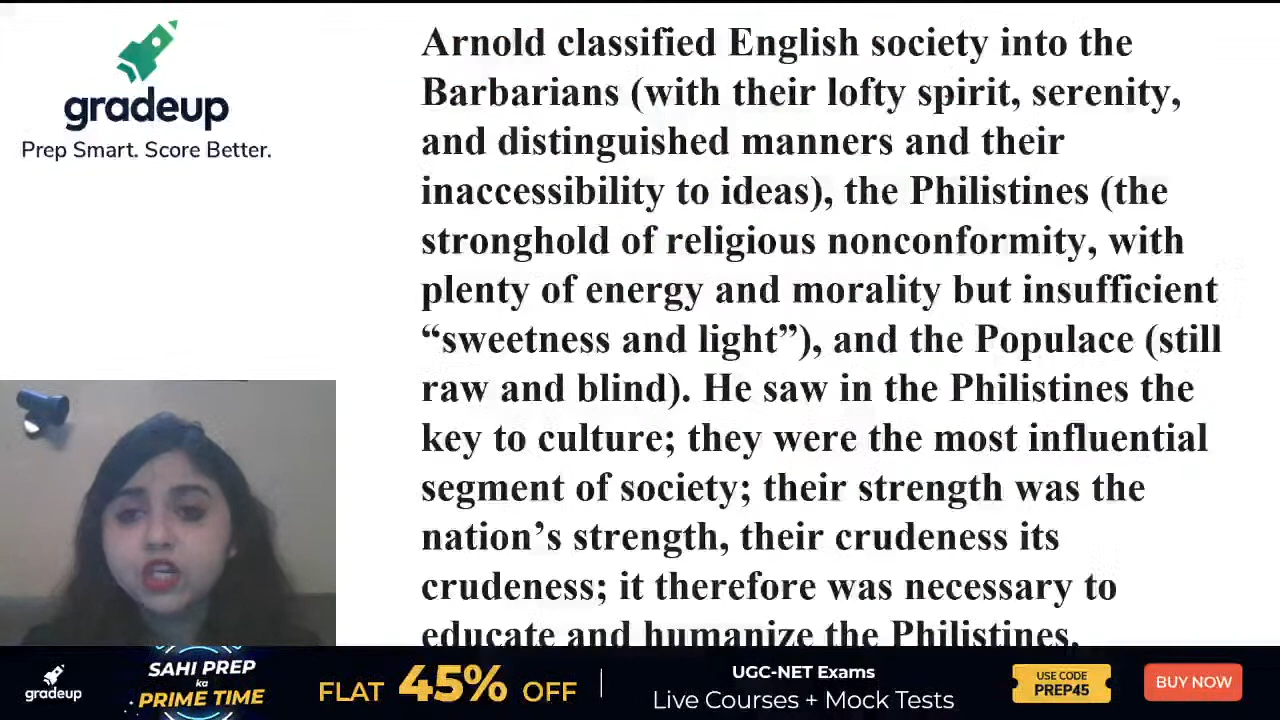 gradeup
Prep Smart. Score Better.
Arnold classified English society into the
Barbarians (with their lofty spirit, serenity,
and distinguished manners and their
inaccessibility to ideas), the Philistines (the
stronghold of religious nonconformity, with
plenty of energy and morality but insufficient
“sweetness and light”), and the Populace (still
raw and blind). He saw in the Philistines the
key to culture; they were the most influential
segment of society; their strength was the
nation’s strength, their crudeness its
crudeness; it therefore was necessary to
educate and humanize the Philistines.
gradeup
SAHI PREP
ka
PRIME TIME
FLAT 45% OFF
UGC-NET Exams
Live Courses + Mock Tests
USE CODE
PREP45
BUY NOW